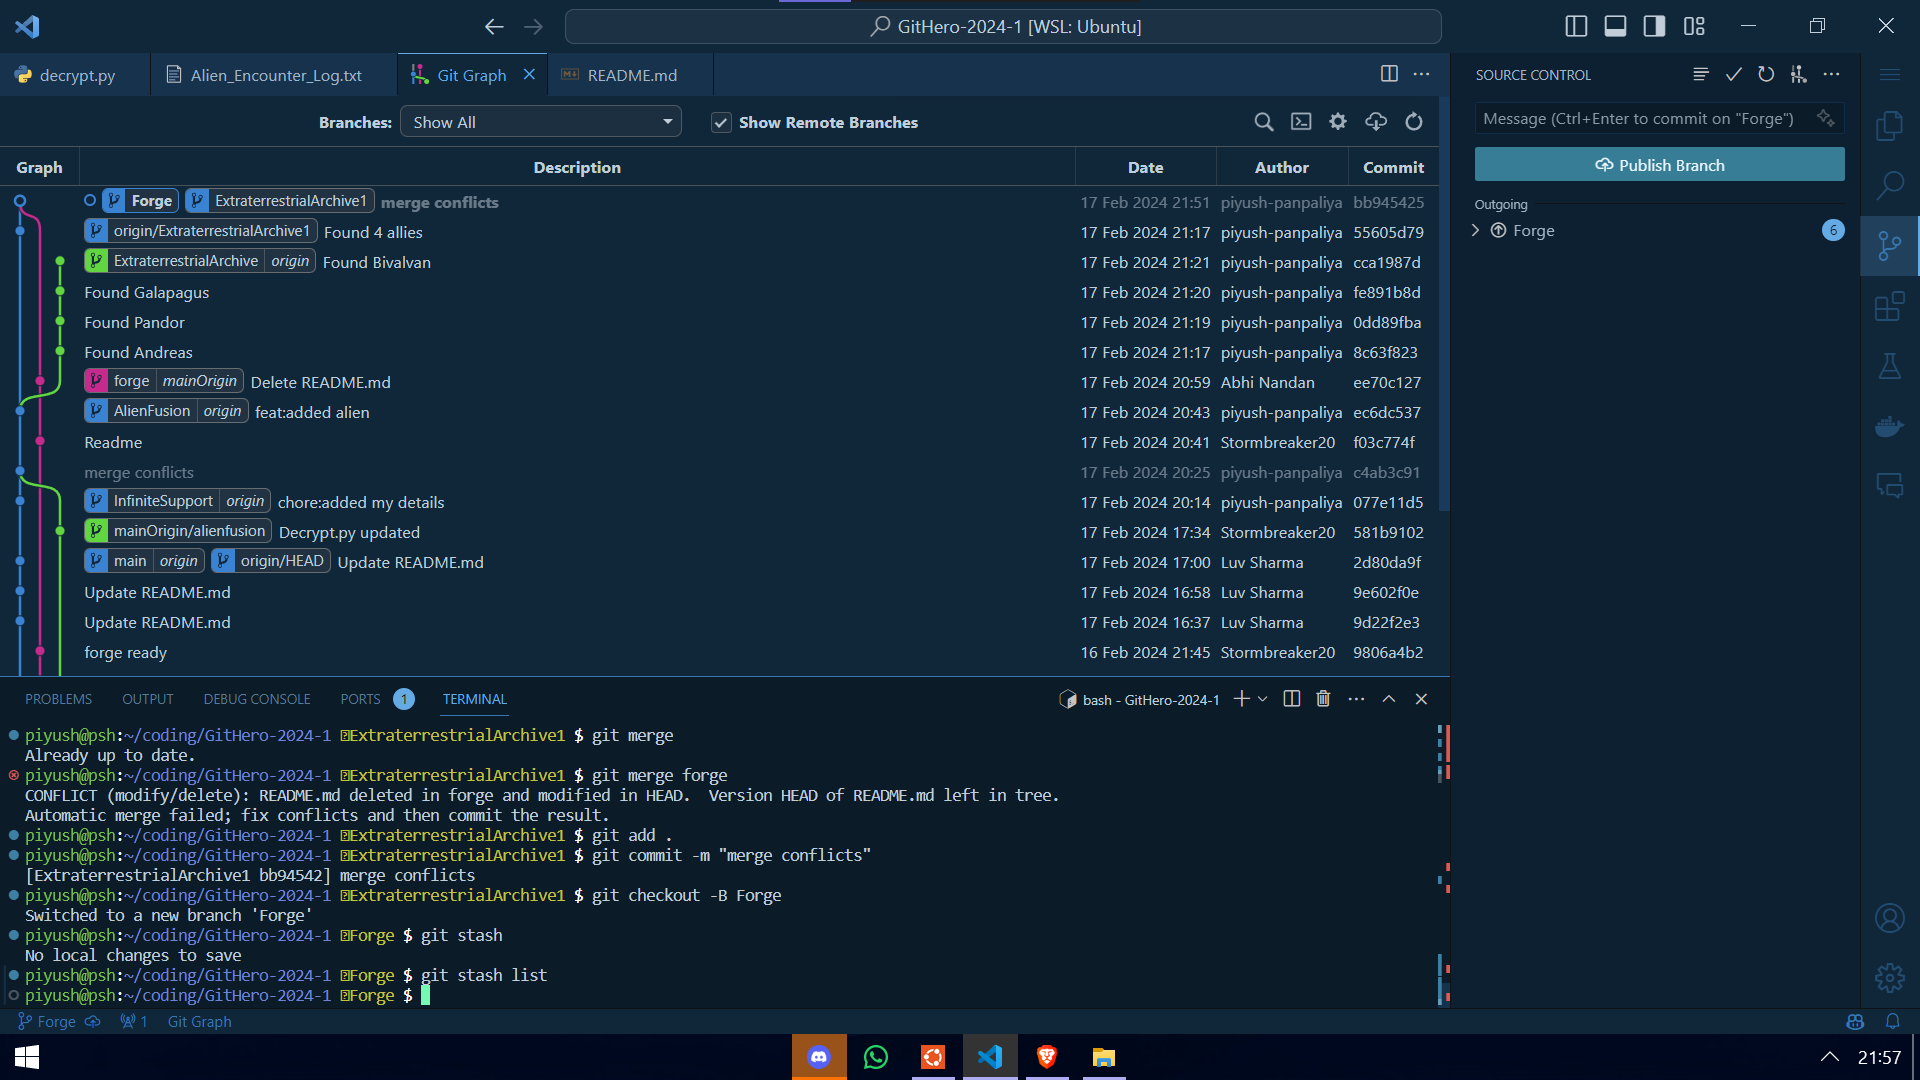 GitHero-2024-1 [WSL: Ubuntu]
decrypt.py
Alien_Encounter_Log.txt
Git Graph
README.md
SOURCE CONTROL
Branches:
Show All
Show Remote Branches
Message (Ctrl+Enter to commit on "Forge")
Publish Branch
Outgoing
Forge
6
Graph Description Date Author Commit
Forge ExtraterrestrialArchive1 merge conflicts 17 Feb 2024 21:51 piyush-panpaliya bb945425
origin/ExtraterrestrialArchive1 Found 4 allies 17 Feb 2024 21:17 piyush-panpaliya 55605d79
ExtraterrestrialArchive origin Found Bivalvan 17 Feb 2024 21:21 piyush-panpaliya cca1987d
Found Galapagus 17 Feb 2024 21:20 piyush-panpaliya fe891b8d
Found Pandor 17 Feb 2024 21:19 piyush-panpaliya 0dd89fba
Found Andreas 17 Feb 2024 21:17 piyush-panpaliya 8c63f823
forge mainOrigin Delete README.md 17 Feb 2024 20:59 Abhi Nandan ee70c127
AlienFusion origin feat:added alien 17 Feb 2024 20:43 piyush-panpaliya ec6dc537
Readme 17 Feb 2024 20:41 Stormbreaker20 f03c774f
merge conflicts 17 Feb 2024 20:25 piyush-panpaliya c4ab3c91
InfiniteSupport origin chore:added my details 17 Feb 2024 20:14 piyush-panpaliya 077e11d5
mainOrigin/alienfusion Decrypt.py updated 17 Feb 2024 17:34 Stormbreaker20 581b9102
main origin origin/HEAD Update README.md 17 Feb 2024 17:00 Luv Sharma 2d80da9f
Update README.md 17 Feb 2024 16:58 Luv Sharma 9e602f0e
Update README.md 17 Feb 2024 16:37 Luv Sharma 9d22f2e3
forge ready 16 Feb 2024 21:45 Stormbreaker20 9806a4b2
PROBLEMS OUTPUT DEBUG CONSOLE PORTS 1 TERMINAL
bash - GitHero-2024-1
piyush@psh:~/coding/GitHero-2024-1 ExtraterrestrialArchive1 $ git merge
Already up to date.
piyush@psh:~/coding/GitHero-2024-1 ExtraterrestrialArchive1 $ git merge forge
CONFLICT (modify/delete): README.md deleted in forge and modified in HEAD.  Version HEAD of README.md left in tree.
Automatic merge failed; fix conflicts and then commit the result.
piyush@psh:~/coding/GitHero-2024-1 ExtraterrestrialArchive1 $ git add .
piyush@psh:~/coding/GitHero-2024-1 ExtraterrestrialArchive1 $ git commit -m "merge conflicts"
[ExtraterrestrialArchive1 bb94542] merge conflicts
piyush@psh:~/coding/GitHero-2024-1 ExtraterrestrialArchive1 $ git checkout -B Forge
Switched to a new branch 'Forge'
piyush@psh:~/coding/GitHero-2024-1 Forge $ git stash
No local changes to save
piyush@psh:~/coding/GitHero-2024-1 Forge $ git stash list
piyush@psh:~/coding/GitHero-2024-1 Forge $
Forge 1 Git Graph
21:57